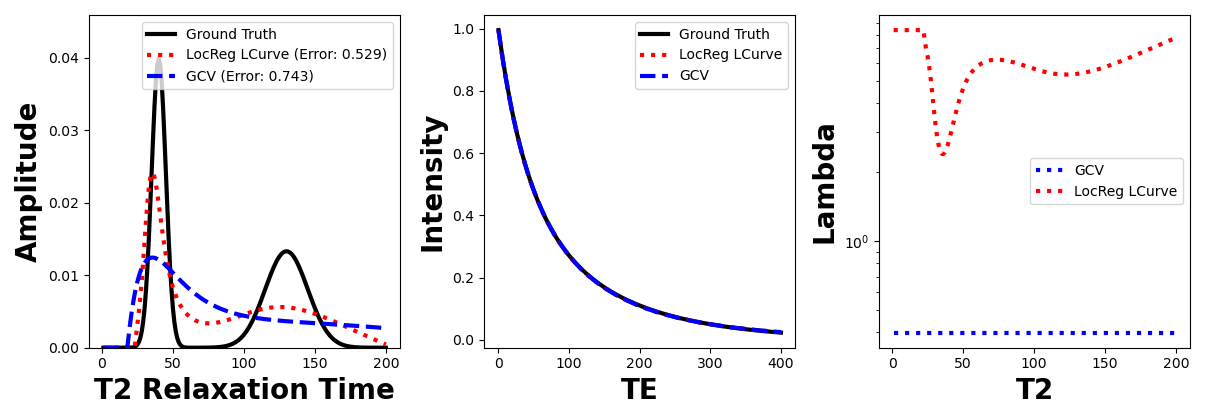 Ground Truth
LocReg LCurve (Error: 0.529)
GCV (Error: 0.743)
Amplitude
0.04
0.03
0.02
0.01
0.00
0 50 100 150 200
T2 Relaxation Time
Ground Truth
LocReg LCurve
GCV
Intensity
1.0
0.8
0.6
0.4
0.2
0.0
0 100 200 300 400
TE
GCV
LocReg LCurve
Lambda
10⁰
0 50 100 150 200
T2